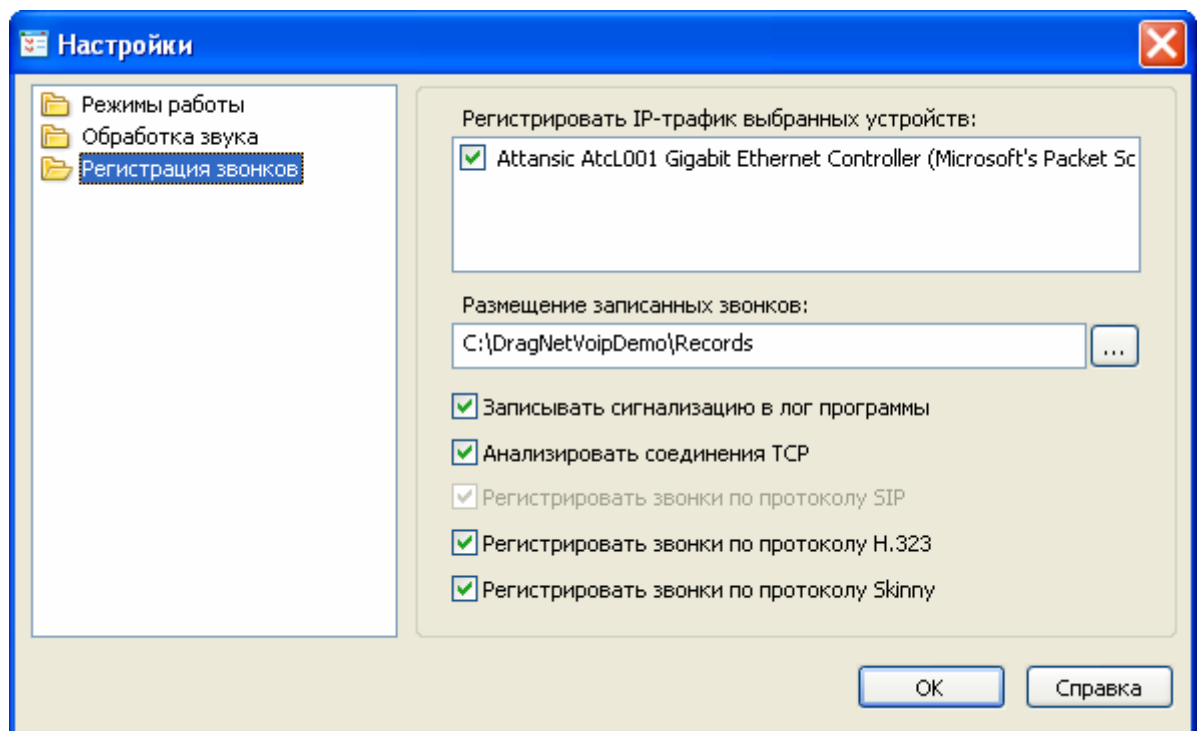 Настройки
Режимы работы
Обработка звука
Регистрация звонков
Регистрировать IP-трафик выбранных устройств:
Attansic AtcL001 Gigabit Ethernet Controller (Microsoft's Packet Sc
Размещение записанных звонков:
C:\DragNetVoipDemo\Records
...
Записывать сигнализацию в лог программы
Анализировать соединения TCP
Регистрировать звонки по протоколу SIP
Регистрировать звонки по протоколу H.323
Регистрировать звонки по протоколу Skinny
OK
Справка